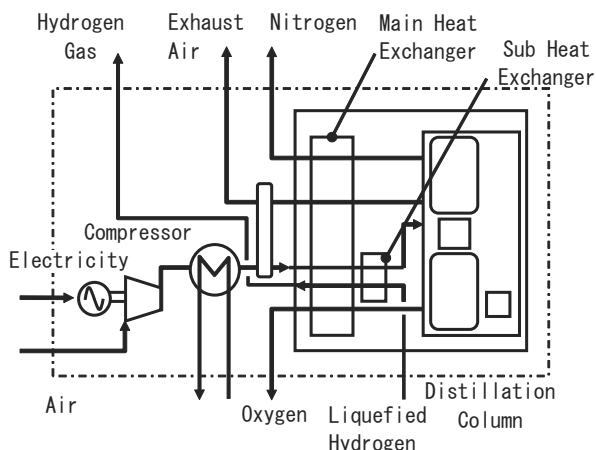 Hydrogen
Gas
Exhaust
Air
Nitrogen
Main Heat
Exchanger
Sub Heat
Exchanger
Compressor
Electricity
Air
Oxygen
Liquefied
Hydrogen
Distillation
Column